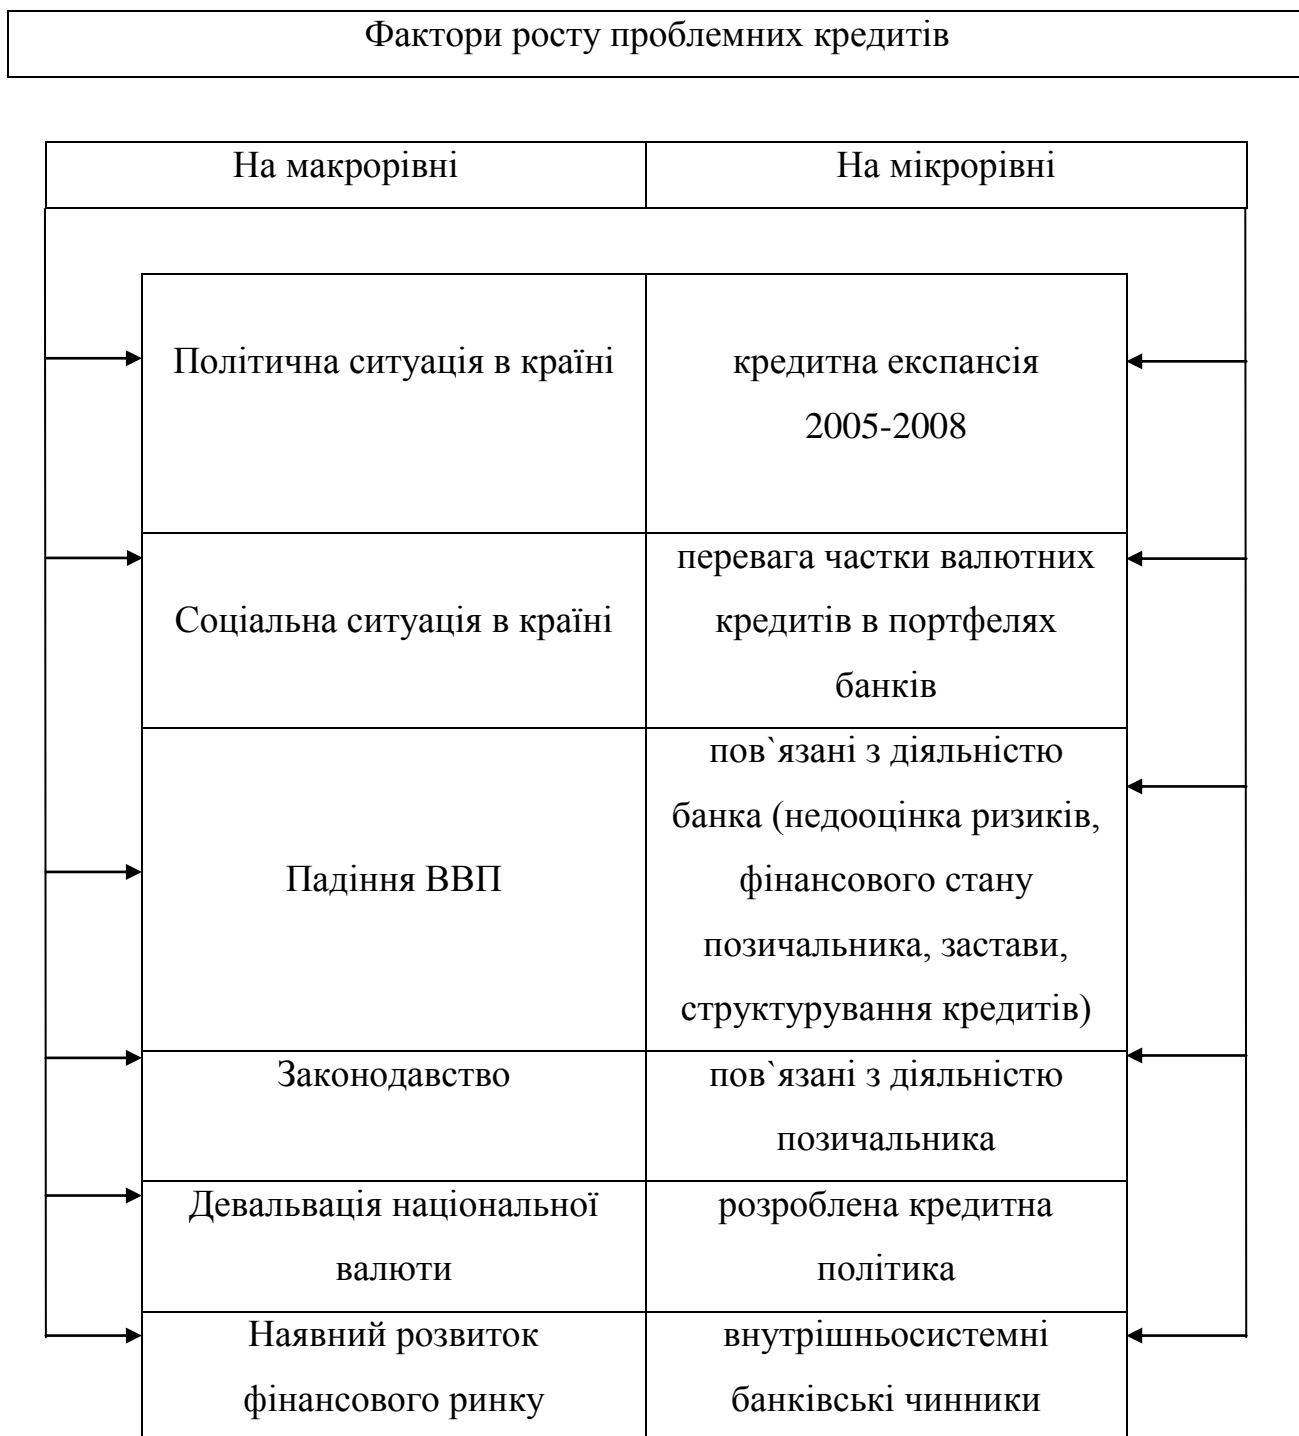 Фактори росту проблемних кредитів
На макрорівні
На мікрорівні
Політична ситуація в країні
кредитна експансія
2005-2008
Соціальна ситуація в країні
перевага частки валютних
кредитів в портфелях
банків
Падіння ВВП
пов`язані з діяльністю
банка (недооцінка ризиків,
фінансового стану
позичальника, застави,
структурування кредитів)
Законодавство
пов`язані з діяльністю
позичальника
Девальвація національної
валюти
розроблена кредитна
політика
Наявний розвиток
фінансового ринку
внутрішньосистемні
банківські чинники